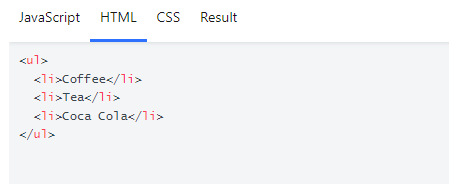 JavaScript HTML CSS Result
<ul>
  <li>Coffee</li>
  <li>Tea</li>
  <li>Coca Cola</li>
</ul>